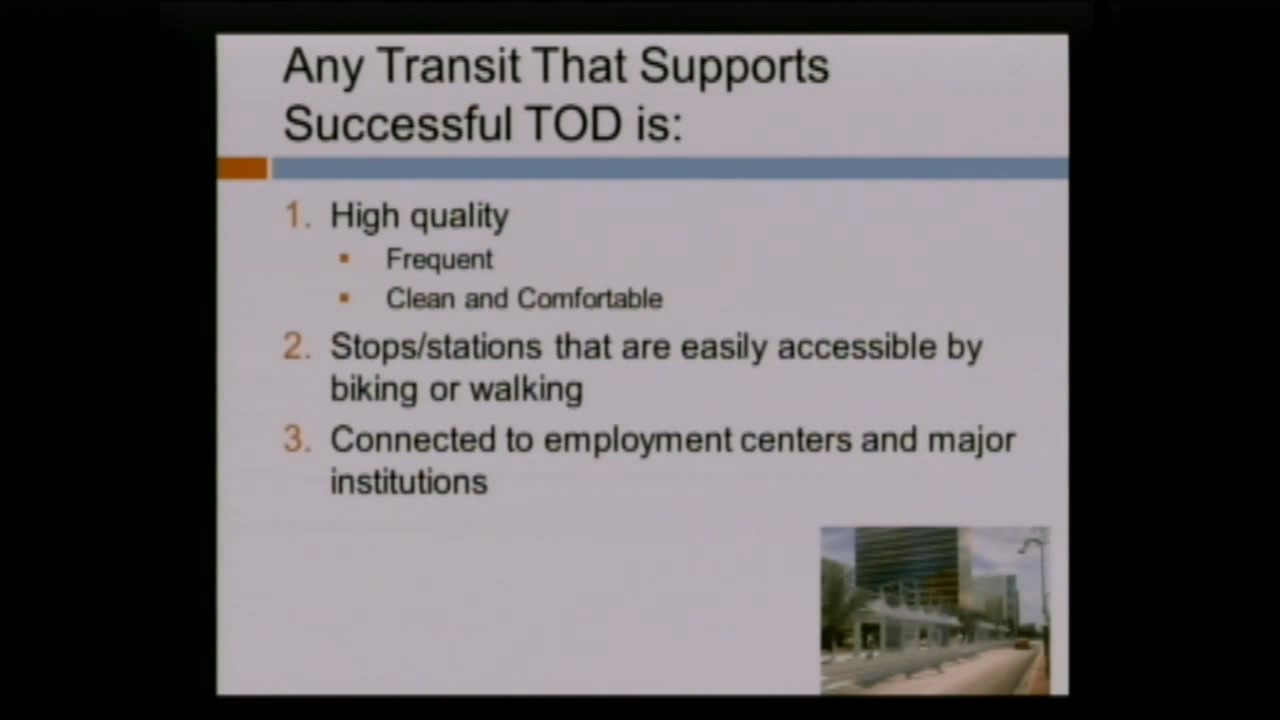 Any Transit That Supports
Successful TOD is:
1. High quality
▪ Frequent
▪ Clean and Comfortable
2. Stops/stations that are easily accessible by
biking or walking
3. Connected to employment centers and major
institutions